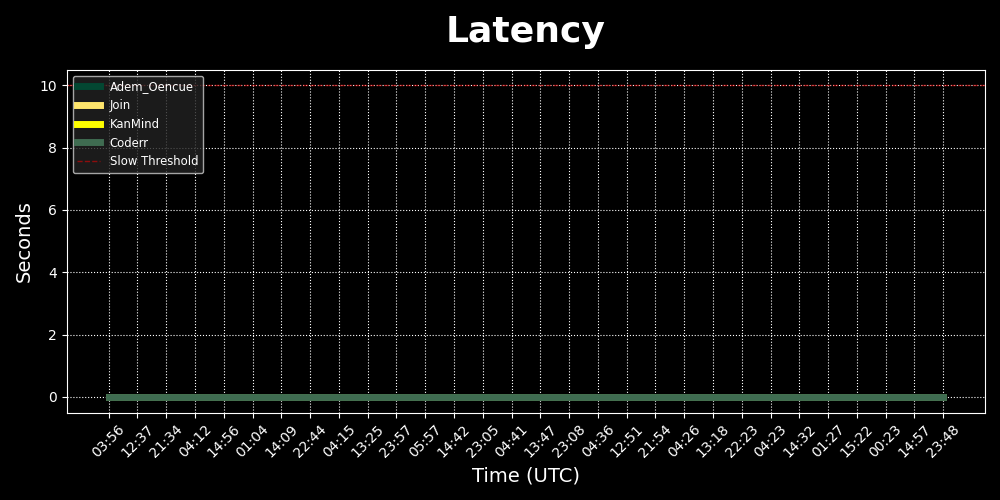 Latency
Adem_Oencue
Join
KanMind
Coderr
Slow Threshold
10
8
6
4
2
0
Seconds
03:56 12:37 21:34 04:12 14:56 01:04 14:09 22:44 04:15 13:25 23:57 05:57 14:42 23:05 04:41 13:47 23:08 04:36 12:51 21:54 04:26 13:18 22:23 04:23 14:32 01:27 15:22 00:23 14:57 23:48
Time (UTC)